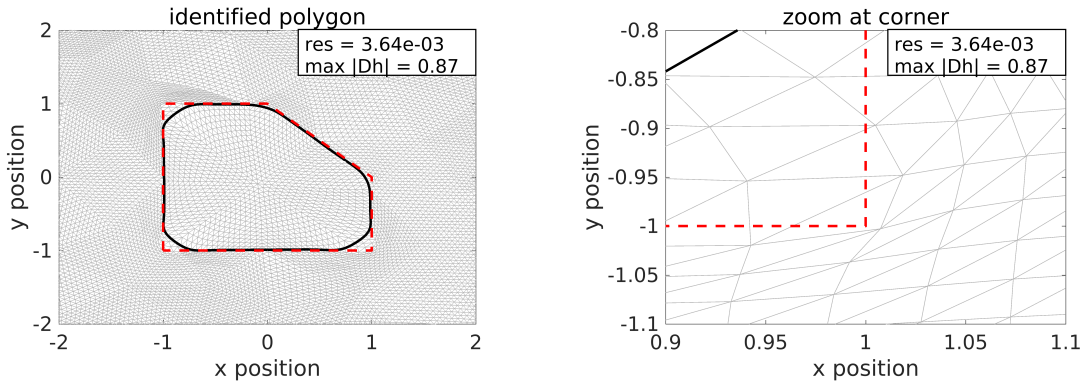 identified polygon
res = 3.64e-03
max |Dh| = 0.87
2
1
0
-1
-2
y position
-2
-1
0
1
2
x position
zoom at corner
res = 3.64e-03
max |Dh| = 0.87
-0.8
-0.85
-0.9
-0.95
-1
-1.05
-1.1
y position
0.9
0.95
1
1.05
1.1
x position